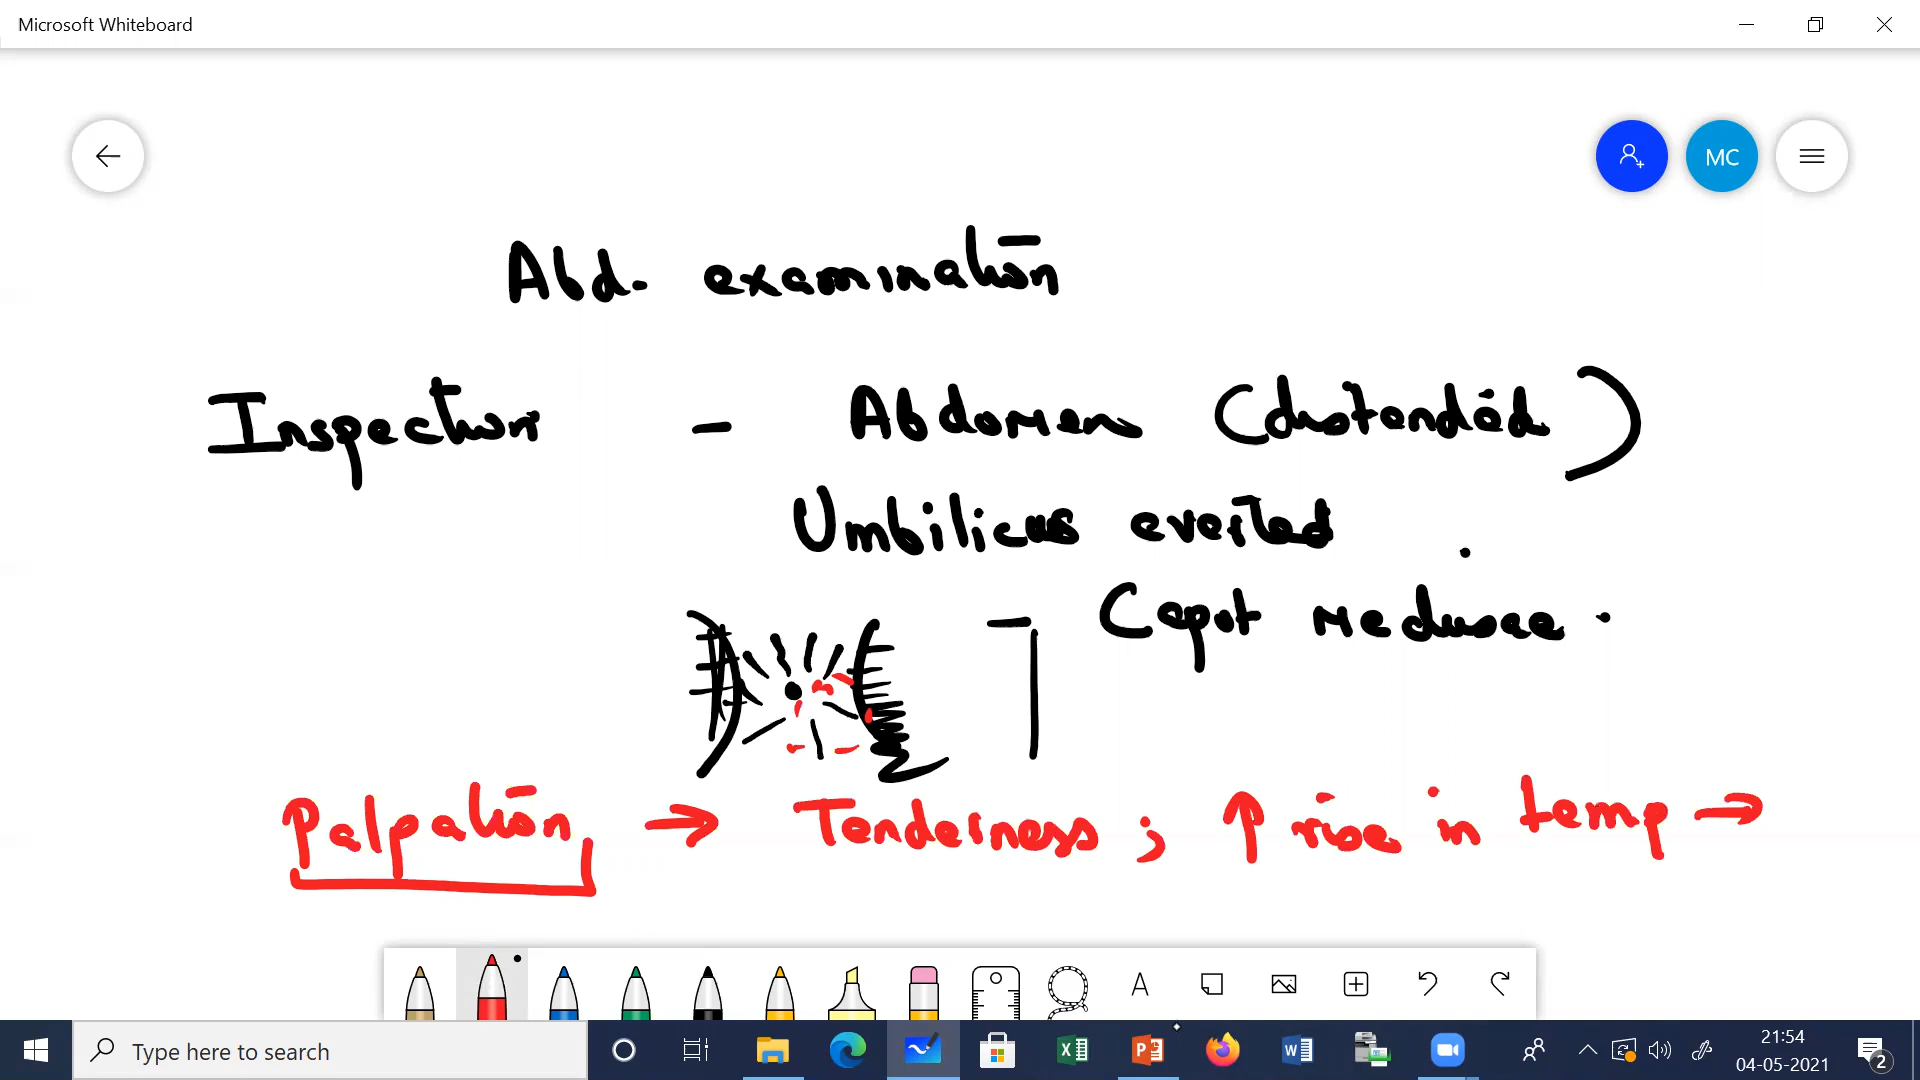 Microsoft Whiteboard
MC
Abd. examination
Inspection - Abdomen (distended)
Umbilicus everted
- Caput medusae.
Palpation → Tenderness ; ↑ rise in temp →
A
Type here to search
21:54
04-05-2021
2